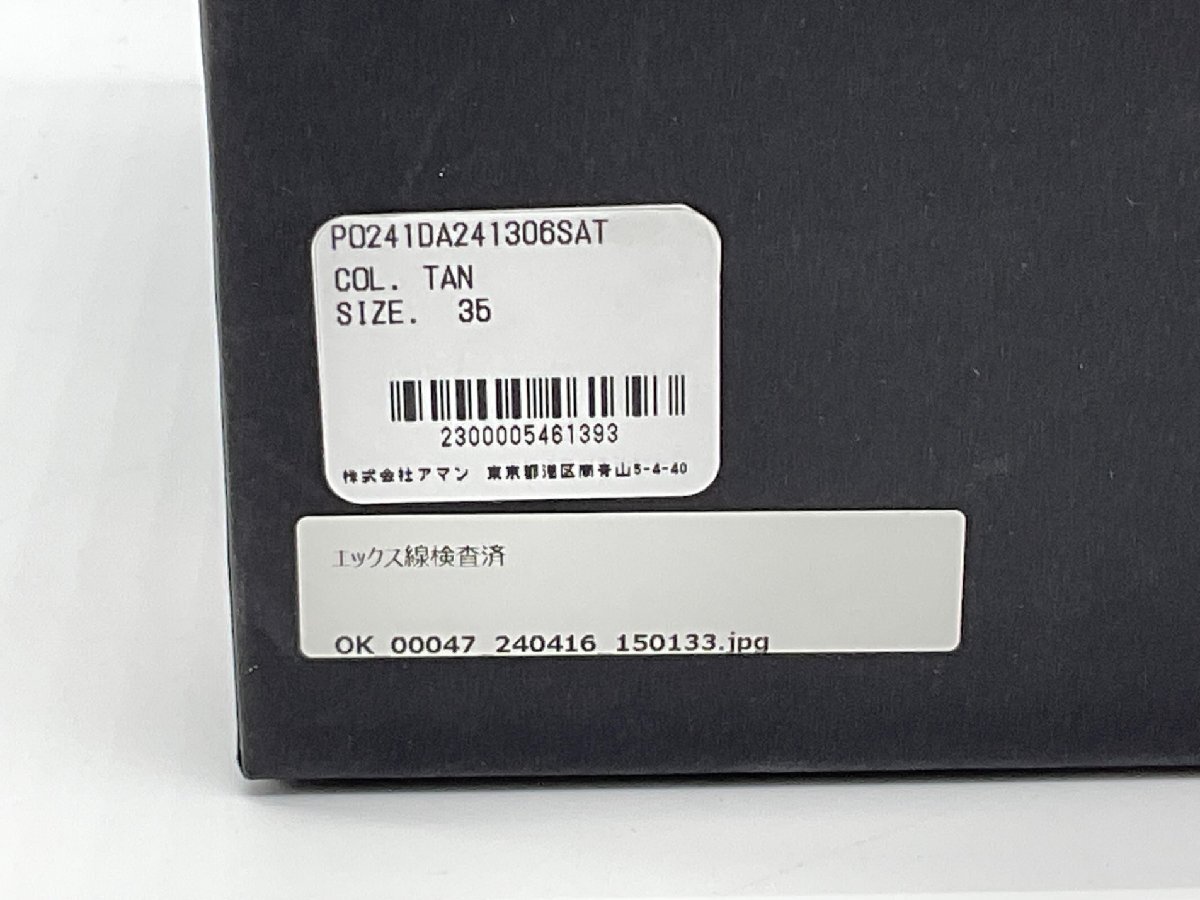 PO241DA241306SAT
COL. TAN
SIZE. 35
2300005461393
株式会社アマン 東京都港区南青山5-4-40
エックス線検査済
OK 00047 240416 150133.jpg